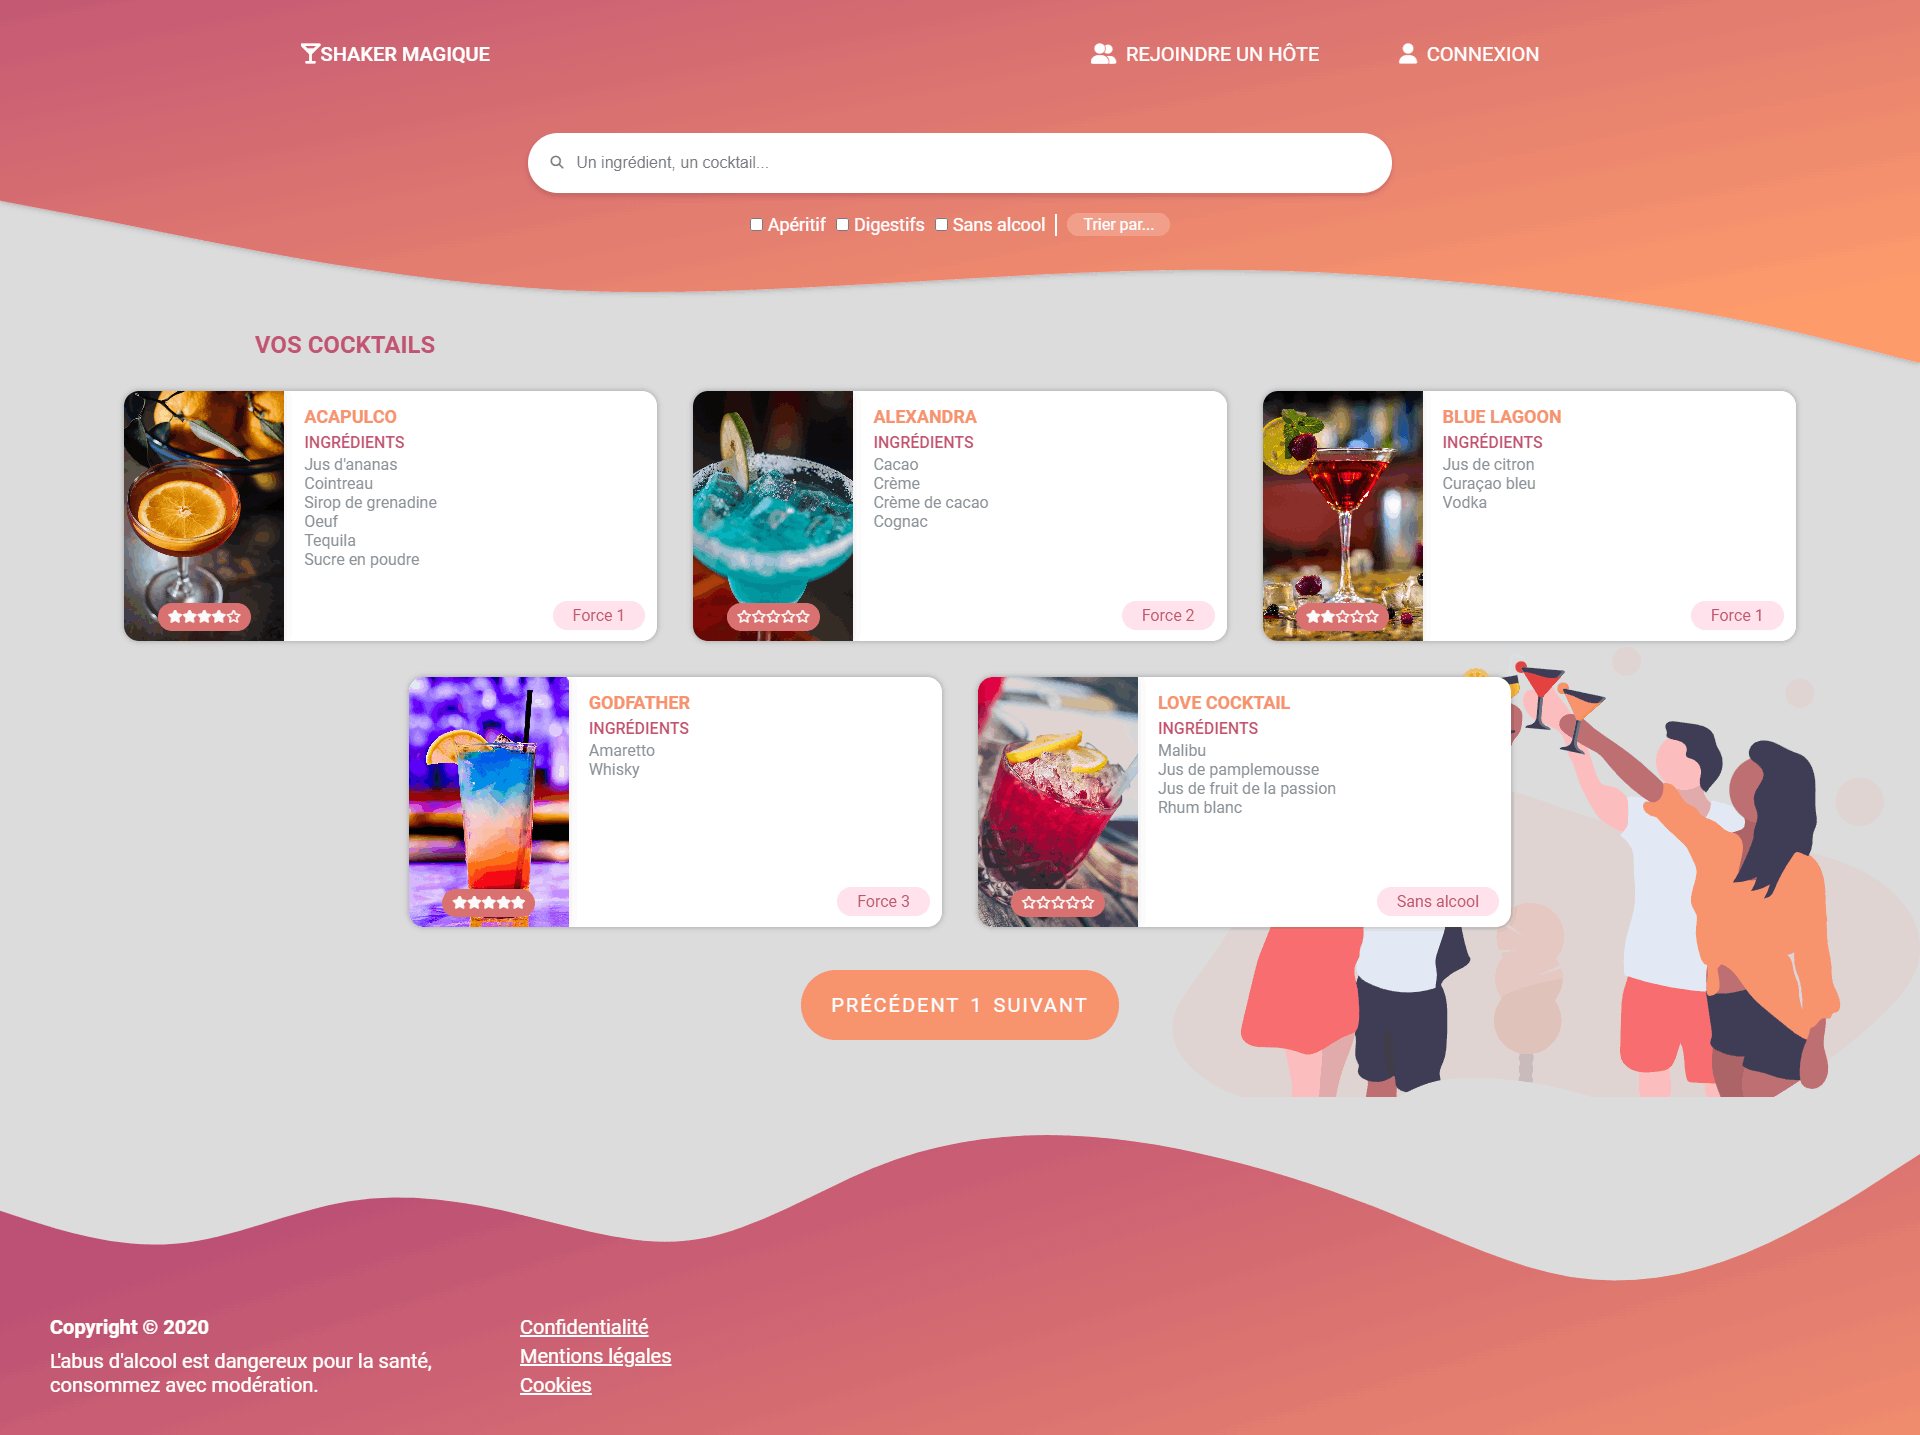 SHAKER MAGIQUE
REJOINDRE UN HÔTE
CONNEXION
Un ingrédient, un cocktail...
Apéritif
Digestifs
Sans alcool
Trier par...
VOS COCKTAILS
ACAPULCO
INGRÉDIENTS
Jus d'ananas
Cointreau
Sirop de grenadine
Oeuf
Tequila
Sucre en poudre
Force 1
ALEXANDRA
INGRÉDIENTS
Cacao
Crème
Crème de cacao
Cognac
Force 2
BLUE LAGOON
INGRÉDIENTS
Jus de citron
Curaçao bleu
Vodka
Force 1
GODFATHER
INGRÉDIENTS
Amaretto
Whisky
Force 3
LOVE COCKTAIL
INGRÉDIENTS
Malibu
Jus de pamplemousse
Jus de fruit de la passion
Rhum blanc
Sans alcool
PRÉCÉDENT 1 SUIVANT
Copyright © 2020
L'abus d'alcool est dangereux pour la santé,
consommez avec modération.
Confidentialité
Mentions légales
Cookies